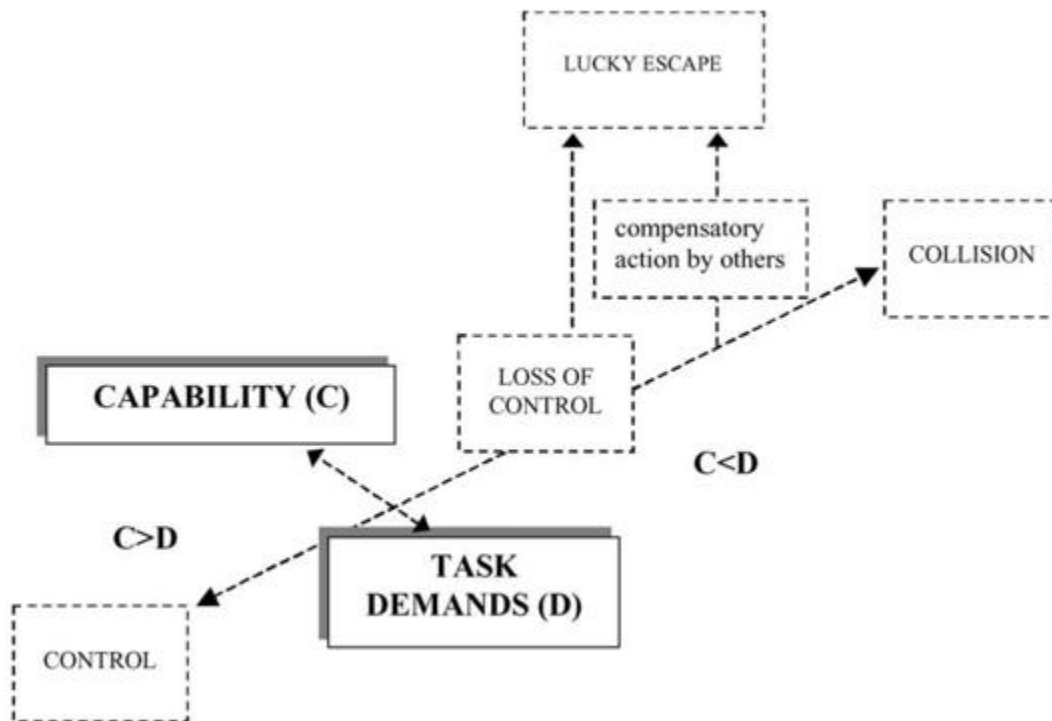 LUCKY ESCAPE
compensatory
action by others
COLLISION
LOSS OF
CONTROL
CAPABILITY (C)
C<D
C>D
TASK
DEMANDS (D)
CONTROL